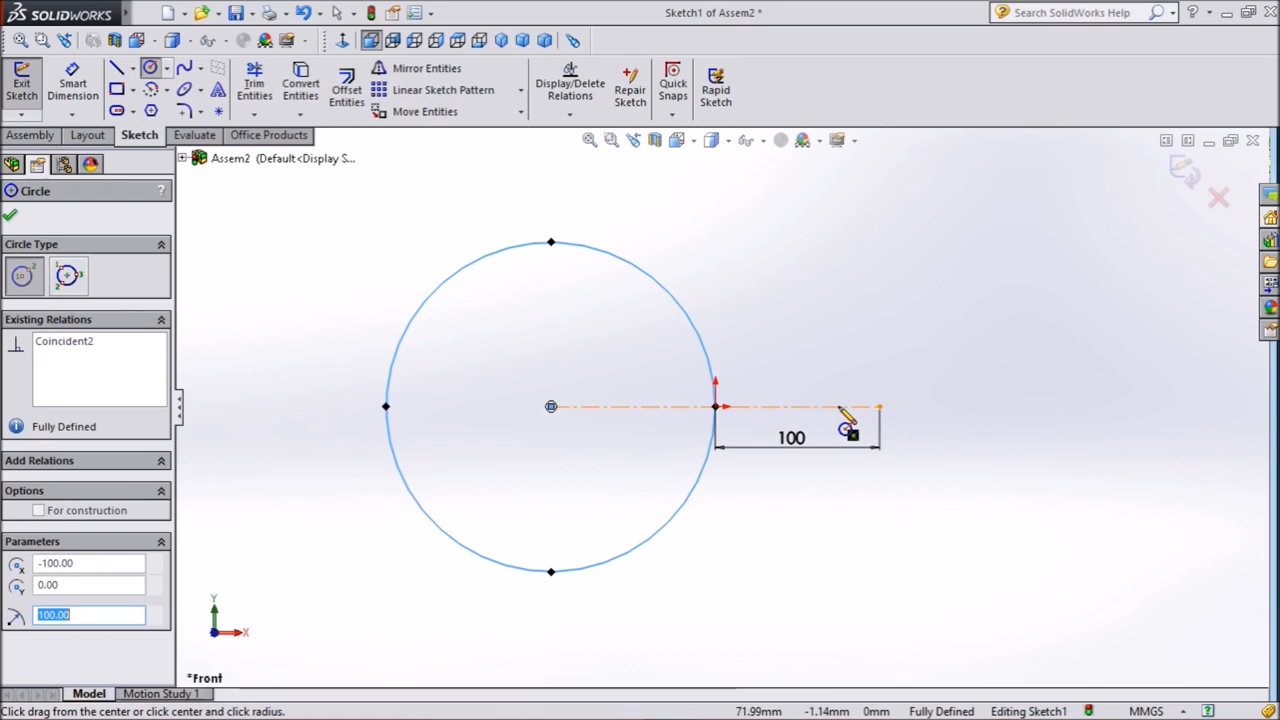 SOLIDWORKS
Sketch1 of Assem2 *
Search SolidWorks Help
Exit Sketch
Smart Dimension
Trim Entities
Convert Entities
Offset Entities
Mirror Entities
Linear Sketch Pattern
Move Entities
Display/Delete Relations
Repair Sketch
Quick Snaps
Rapid Sketch
Assembly
Layout
Sketch
Evaluate
Office Products
Assem2 (Default<Display S...
Circle
?
Circle Type
Existing Relations
Coincident2
Fully Defined
Add Relations
Options
For construction
Parameters
-100.00
0.00
100.00
100
Y
X
*Front
Model
Motion Study 1
Click drag from the center or click center and click radius.
71.99mm
-1.14mm
0mm
Fully Defined
Editing Sketch1
MMGS
?